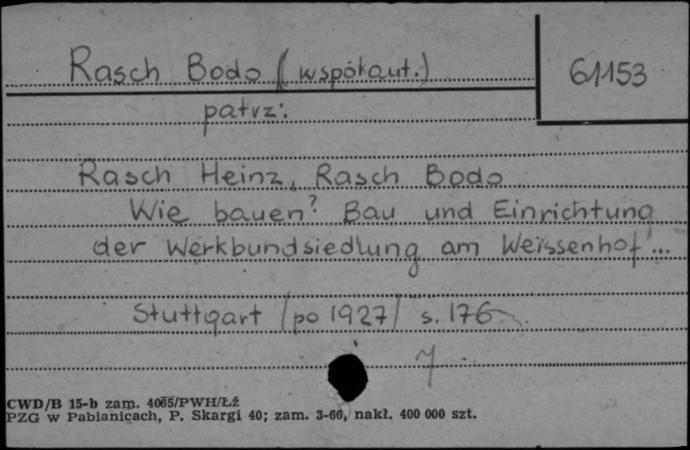 Rasch Bodo (współaut.)
61153
patrz:
Rasch Heinz, Rasch Bodo
Wie bauen? Bau und Einrichtung
der Werkbundsiedlung am Weissenhof"...
Stuttgart /po 1927/ s. 176
CWD/B 15-b zam. 4065/PWH/Łź
PZG w Pabianicach, P. Skargi 40; zam. 3-66, nakł. 400 000 szt.